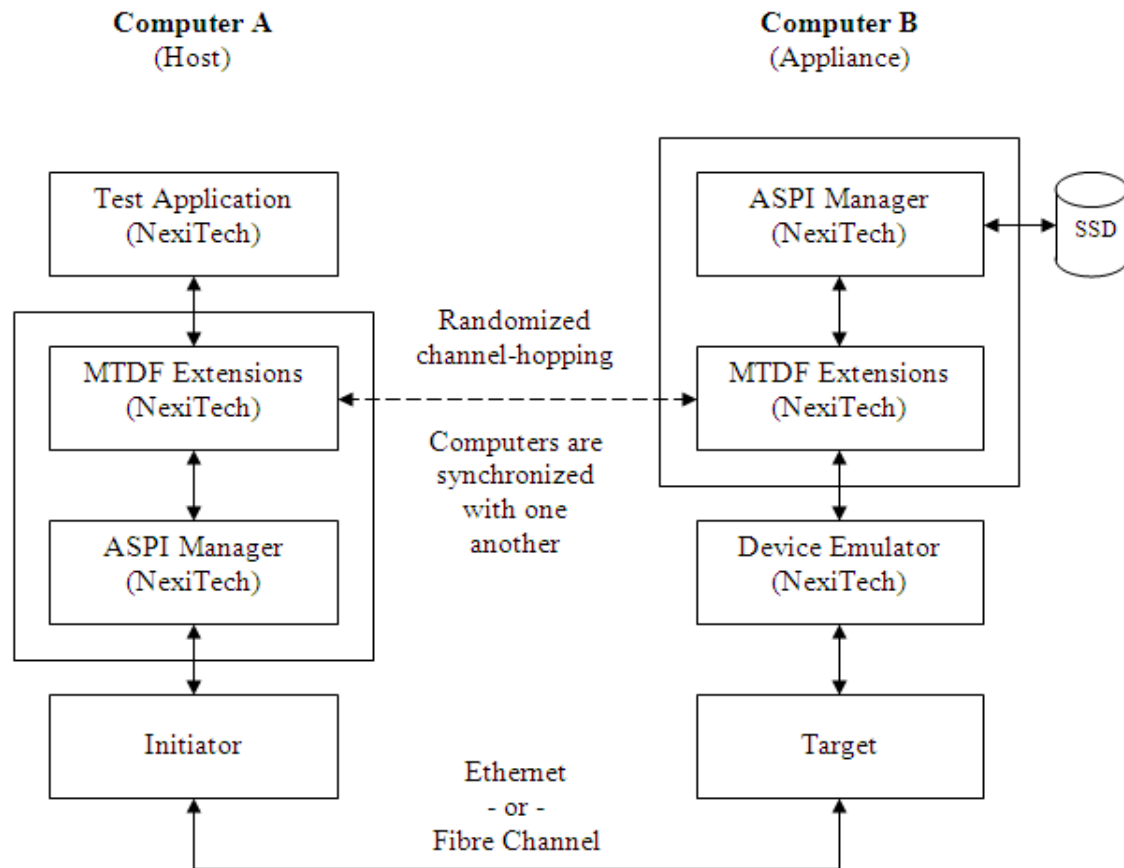 Computer A
(Host)
Computer B
(Appliance)
Test Application
(NexiTech)
ASPI Manager
(NexiTech)
SSD
MTDF Extensions
(NexiTech)
Randomized
channel-hopping
MTDF Extensions
(NexiTech)
Computers are
synchronized
with one
another
ASPI Manager
(NexiTech)
Device Emulator
(NexiTech)
Initiator
Target
Ethernet
- or -
Fibre Channel